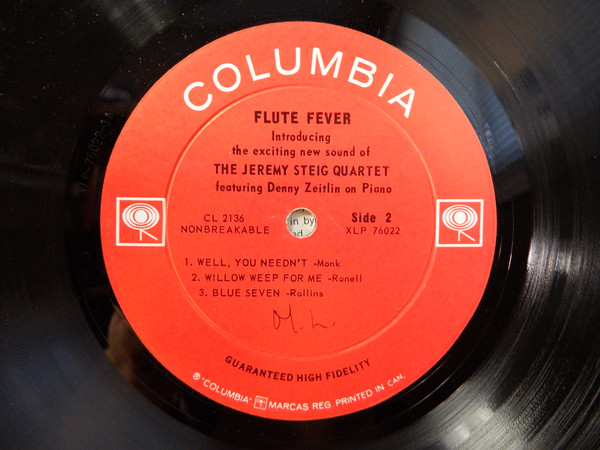 COLUMBIA
FLUTE FEVER
Introducing
the exciting new sound of
THE JEREMY STEIG QUARTET
featuring Denny Zeitlin on Piano
CL 2136
NONBREAKABLE
in by
Side 2
XLP 76022
1. WELL, YOU NEEDN'T -Monk
2. WILLOW WEEP FOR ME -Ronell
3. BLUE SEVEN -Rollins
M. L.
GUARANTEED HIGH FIDELITY
℗ "COLUMBIA" MARCAS REG. PRINTED IN CAN.